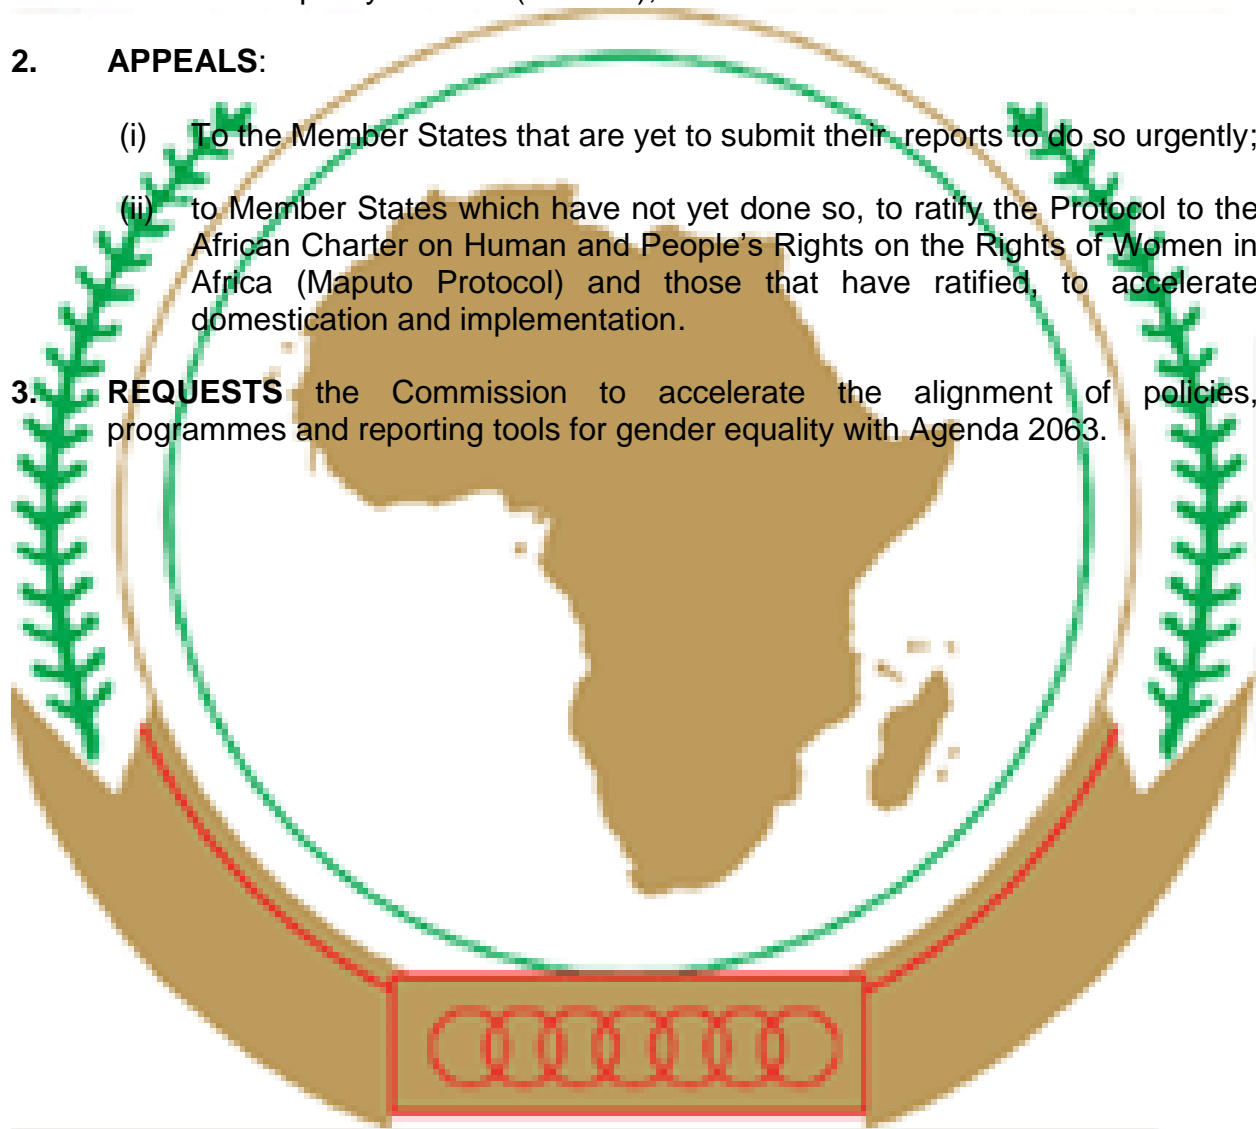 2. APPEALS:
(i) To the Member States that are yet to submit their reports to do so urgently;
(ii) to Member States which have not yet done so, to ratify the Protocol to the
African Charter on Human and People’s Rights on the Rights of Women in
Africa (Maputo Protocol) and those that have ratified, to accelerate
domestication and implementation.
3. REQUESTS the Commission to accelerate the alignment of policies,
programmes and reporting tools for gender equality with Agenda 2063.